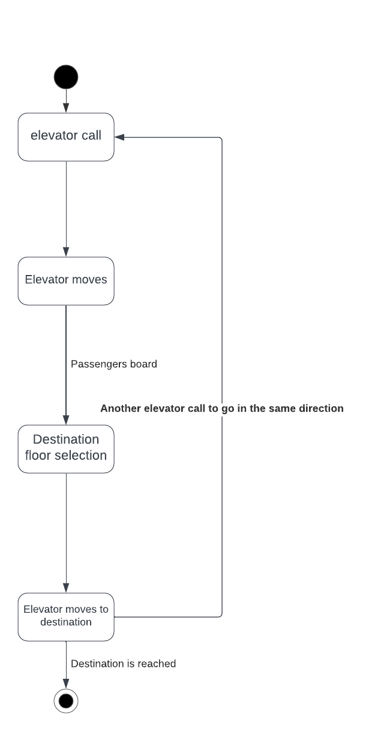 elevator call
Elevator moves
Passengers board
Another elevator call to go in the same direction
Destination
floor selection
Elevator moves to
destination
Destination is reached